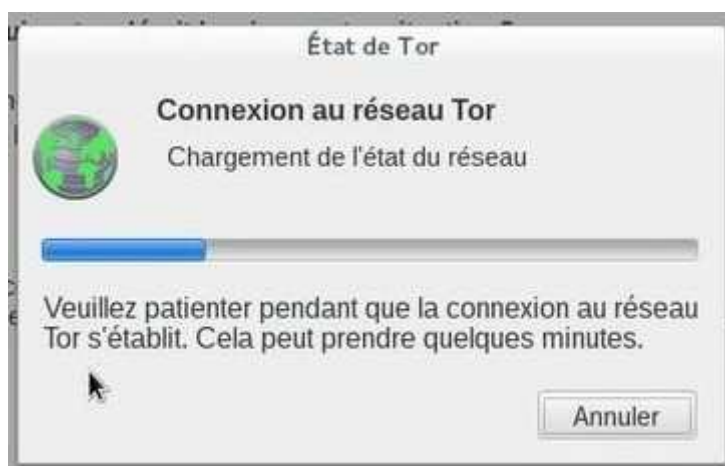 État de Tor
Connexion au réseau Tor
Chargement de l'état du réseau
Veuillez patienter pendant que la connexion au réseau
Tor s'établit. Cela peut prendre quelques minutes.
Annuler